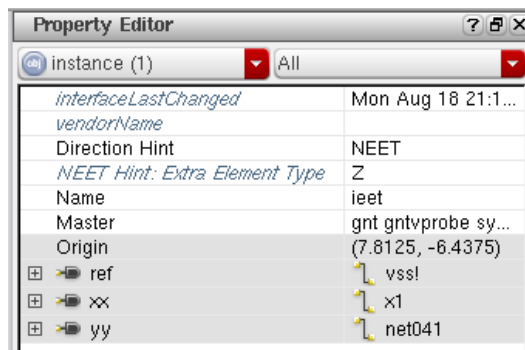 Property Editor
instance (1) All
interfaceLastChanged Mon Aug 18 21:1...
vendorName
Direction Hint NEET
NEET Hint: Extra Element Type Z
Name ieet
Master gnt gntvprobe sy...
Origin (7.8125, -6.4375)
ref vss!
xx x1
yy net041